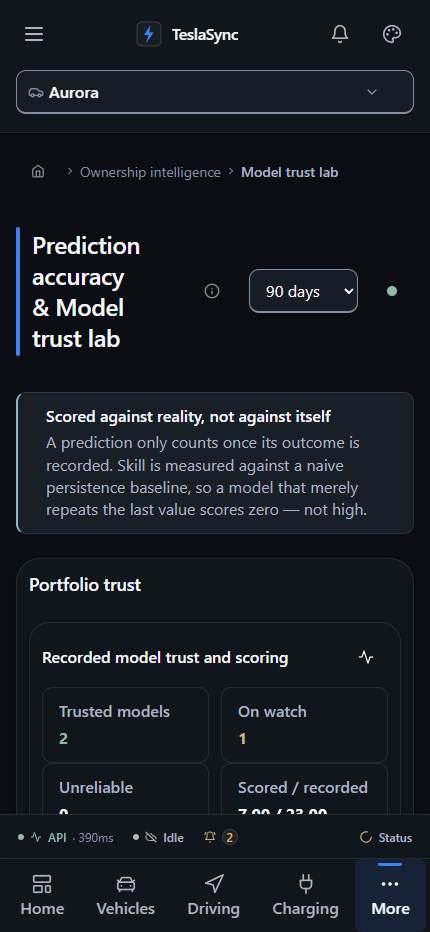 TeslaSync
Aurora
Ownership intelligence
Model trust lab
Prediction
accuracy
& Model
trust lab
90 days
Scored against reality, not against itself
A prediction only counts once its outcome is
recorded. Skill is measured against a naive
persistence baseline, so a model that merely
repeats the last value scores zero — not high.
Portfolio trust
Recorded model trust and scoring
Trusted models
On watch
2
1
Unreliable
Scored / recorded
API · 390ms
Idle
2
Status
Home
Vehicles
Driving
Charging
More